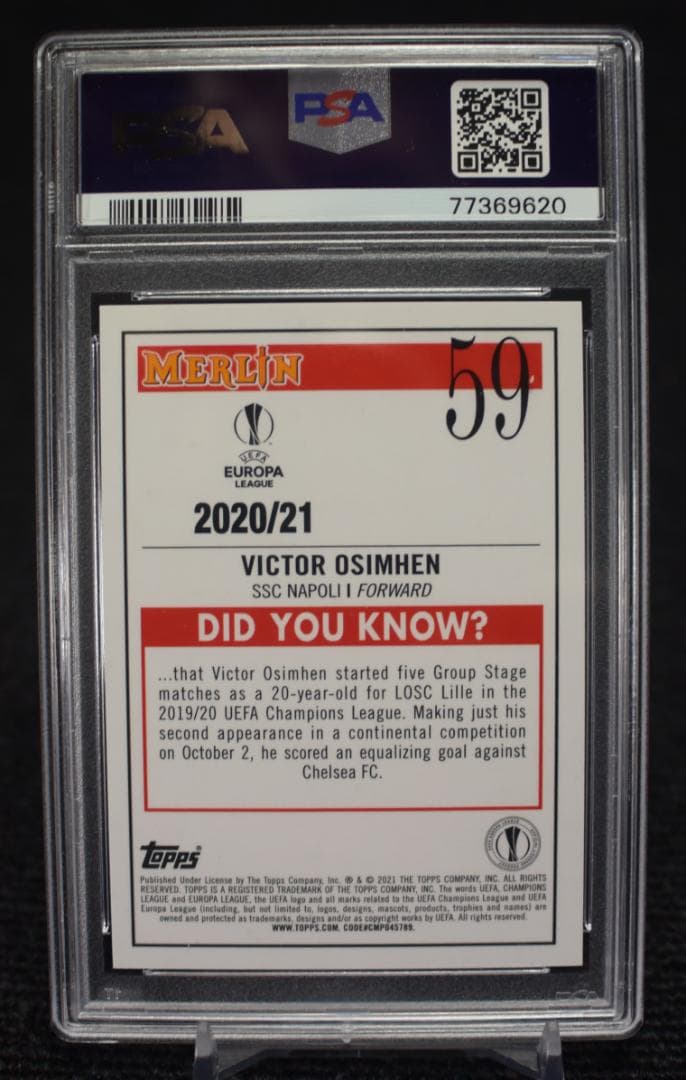 PSA
PSA
77369620
MERLIN
59
UEFA
EUROPA
LEAGUE
2020/21
VICTOR OSIMHEN
SSC NAPOLI I FORWARD
DID YOU KNOW?
...that Victor Osimhen started five Group Stage
matches as a 20-year-old for LOSC Lille in the
2019/20 UEFA Champions League. Making just his
second appearance in a continental competition
on October 2, he scored an equalizing goal against
Chelsea FC.
topps
Published Under License by The Topps Company, Inc. ® & © 2021 THE TOPPS COMPANY, INC. ALL RIGHTS
RESERVED. TOPPS IS A REGISTERED TRADEMARK OF THE TOPPS COMPANY, INC. The words UEFA, CHAMPIONS
LEAGUE and EUROPA LEAGUE, the UEFA logo and all marks related to the UEFA Champions League and UEFA
Europa League (including, but not limited to, logos, designs, mascots, products, trophies and names) are
owned and protected as trademarks, designs and/or as copyright works by UEFA. All rights reserved.
WWW.TOPPS.COM. CODE#CMP045789.